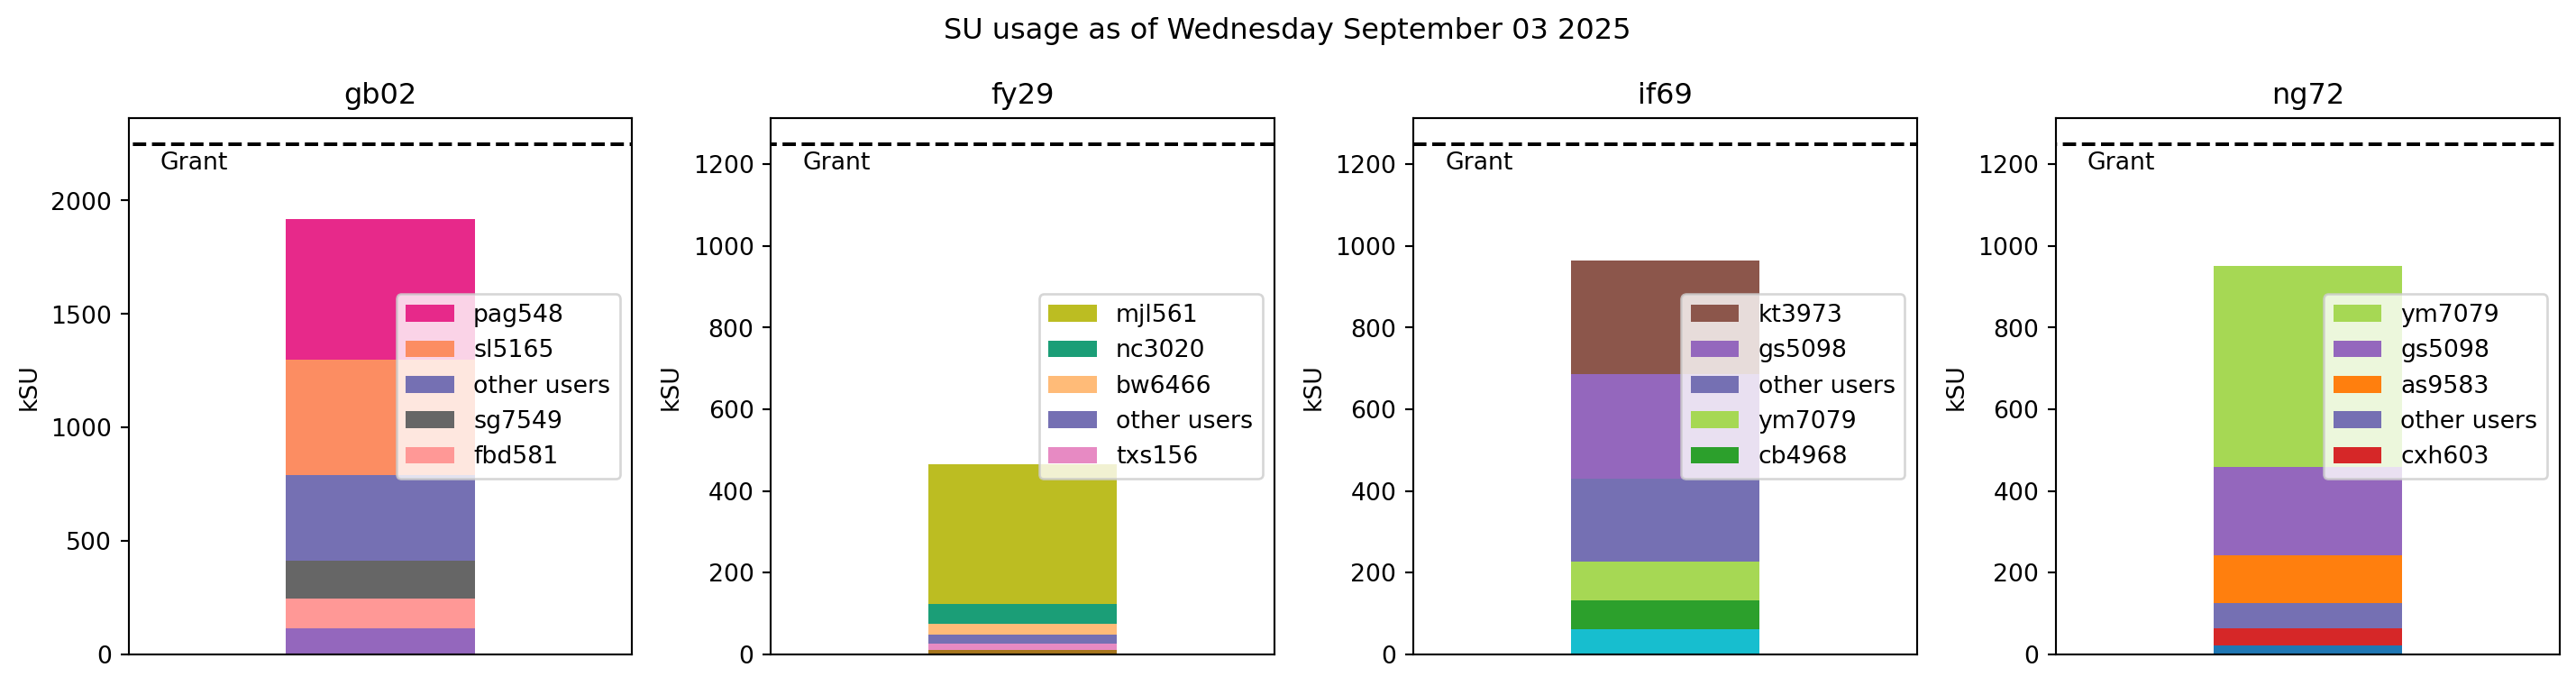 SU usage as of Wednesday September 03 2025
gb02
kSU
2000
1500
1000
500
0
Grant
pag548
sl5165
other users
sg7549
fbd581
fy29
kSU
1200
1000
800
600
400
200
0
Grant
mjl561
nc3020
bw6466
other users
txs156
if69
kSU
1200
1000
800
600
400
200
0
Grant
kt3973
gs5098
other users
ym7079
cb4968
ng72
kSU
1200
1000
800
600
400
200
0
Grant
ym7079
gs5098
as9583
other users
cxh603